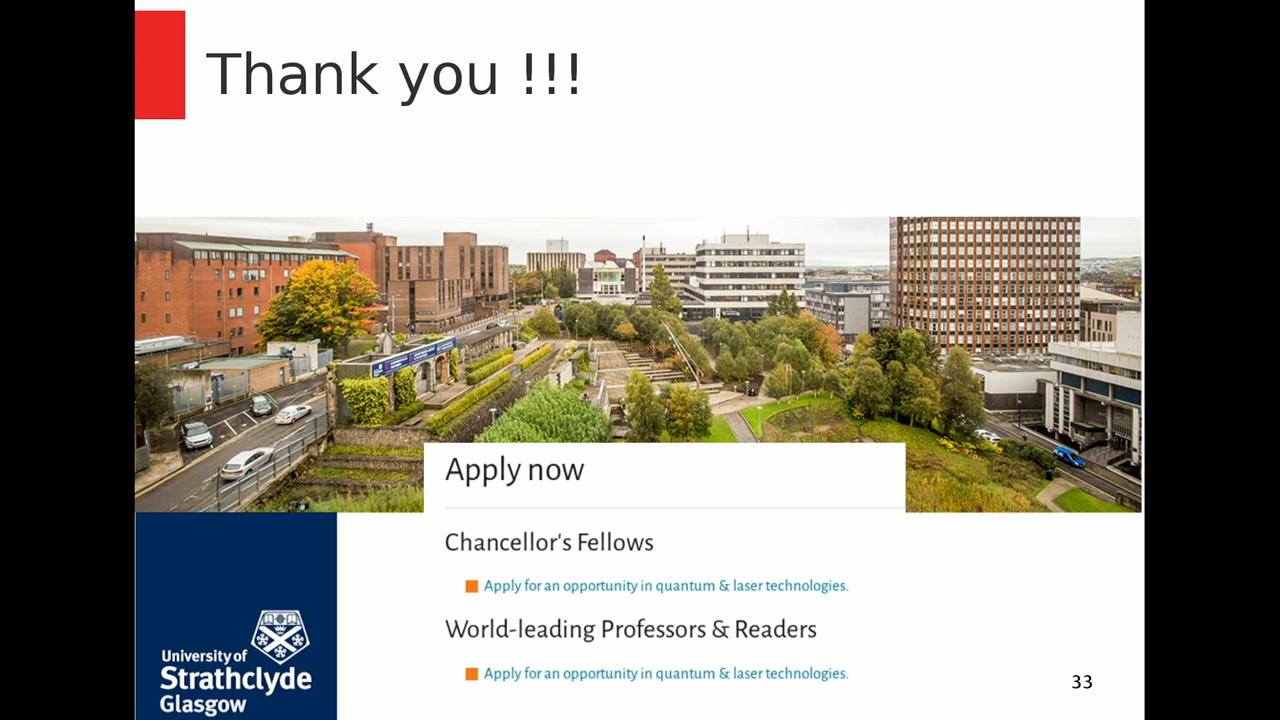 Thank you !!!
Apply now
Chancellor's Fellows
Apply for an opportunity in quantum & laser technologies.
World-leading Professors & Readers
Apply for an opportunity in quantum & laser technologies.
University of
Strathclyde
Glasgow
33